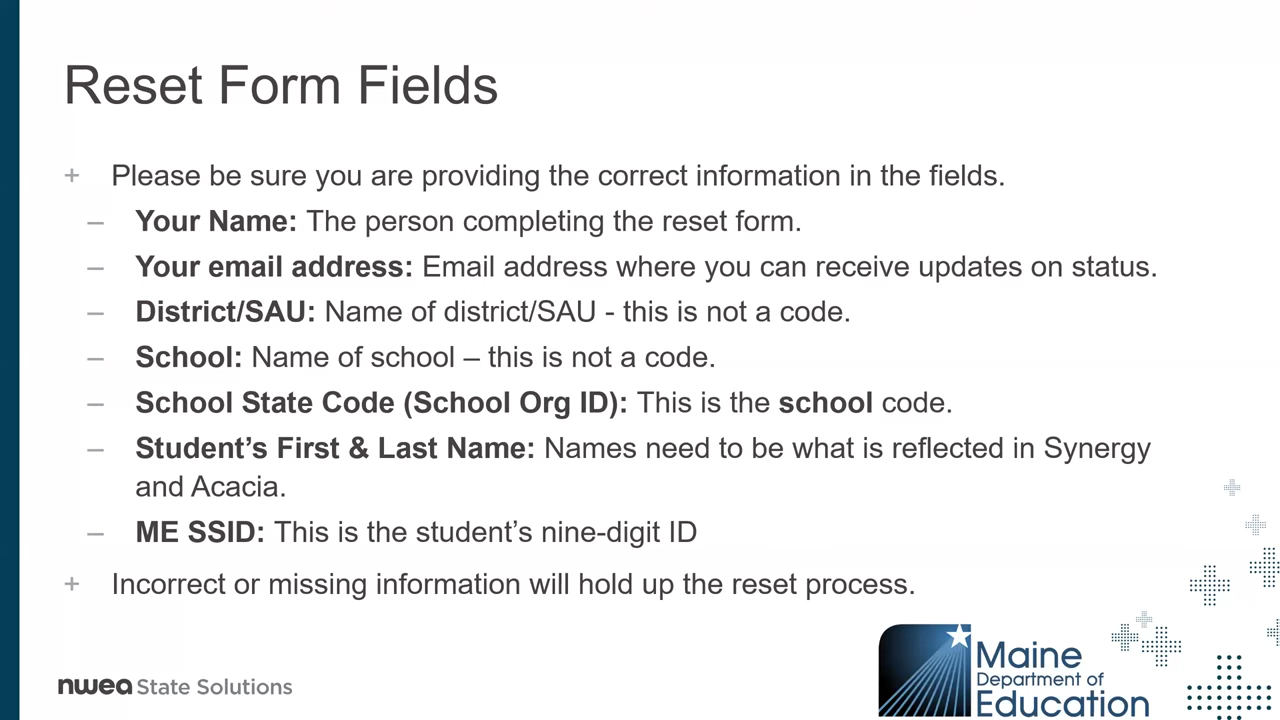 Reset Form Fields
+ Please be sure you are providing the correct information in the fields.
– Your Name: The person completing the reset form.
– Your email address: Email address where you can receive updates on status.
– District/SAU: Name of district/SAU - this is not a code.
– School: Name of school – this is not a code.
– School State Code (School Org ID): This is the school code.
– Student’s First & Last Name: Names need to be what is reflected in Synergy
and Acacia.
– ME SSID: This is the student’s nine-digit ID
+ Incorrect or missing information will hold up the reset process.
nwea State Solutions
Maine
Department of
Education